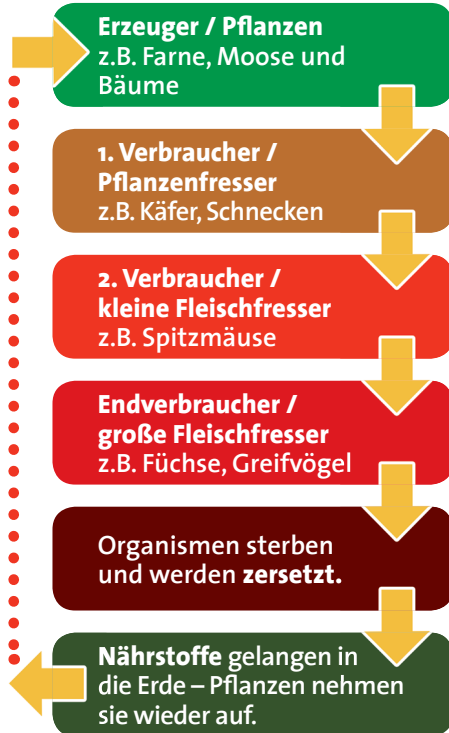 Erzeuger / Pflanzen
z.B. Farne, Moose und
Bäume
1. Verbraucher /
Pflanzenfresser
z.B. Käfer, Schnecken
2. Verbraucher /
kleine Fleischfresser
z.B. Spitzmäuse
Endverbraucher /
große Fleischfresser
z.B. Füchse, Greifvögel
Organismen sterben
und werden zersetzt.
Nährstoffe gelangen in
die Erde – Pflanzen nehmen
sie wieder auf.